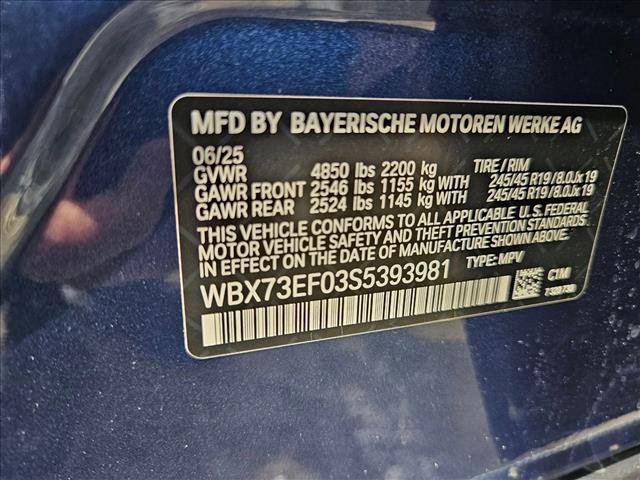 MFD BY BAYERISCHE MOTOREN WERKE AG
06/25
GVWR 4850 lbs 2200 kg TIRE / RIM
GAWR FRONT 2546 lbs 1155 kg WITH 245/45 R19 / 8.0Jx19
GAWR REAR 2524 lbs 1145 kg WITH 245/45 R19 / 8.0Jx19
THIS VEHICLE CONFORMS TO ALL APPLICABLE U.S. FEDERAL
MOTOR VEHICLE SAFETY AND THEFT PREVENTION STANDARDS
IN EFFECT ON THE DATE OF MANUFACTURE SHOWN ABOVE.
WBX73EF03S5393981 TYPE: MPV
C1M